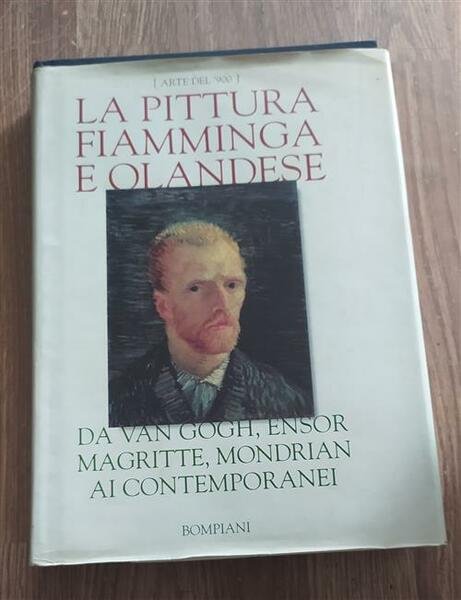 [ ARTE DEL '900 ]
LA PITTURA
FIAMMINGA
E OLANDESE
DA VAN GOGH, ENSOR
MAGRITTE, MONDRIAN
AI CONTEMPORANEI
BOMPIANI